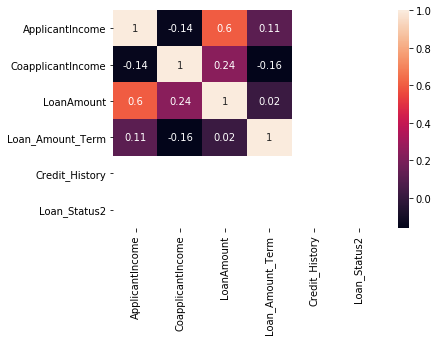 1.0
ApplicantIncome 1 -0.14 0.6 0.11
0.8
CoapplicantIncome -0.14 1 0.24 -0.16
0.6
LoanAmount 0.6 0.24 1 0.02
0.4
Loan_Amount_Term 0.11 -0.16 0.02 1
Credit_History
0.2
Loan_Status2
0.0
ApplicantIncome
CoapplicantIncome
LoanAmount
Loan_Amount_Term
Credit_History
Loan_Status2